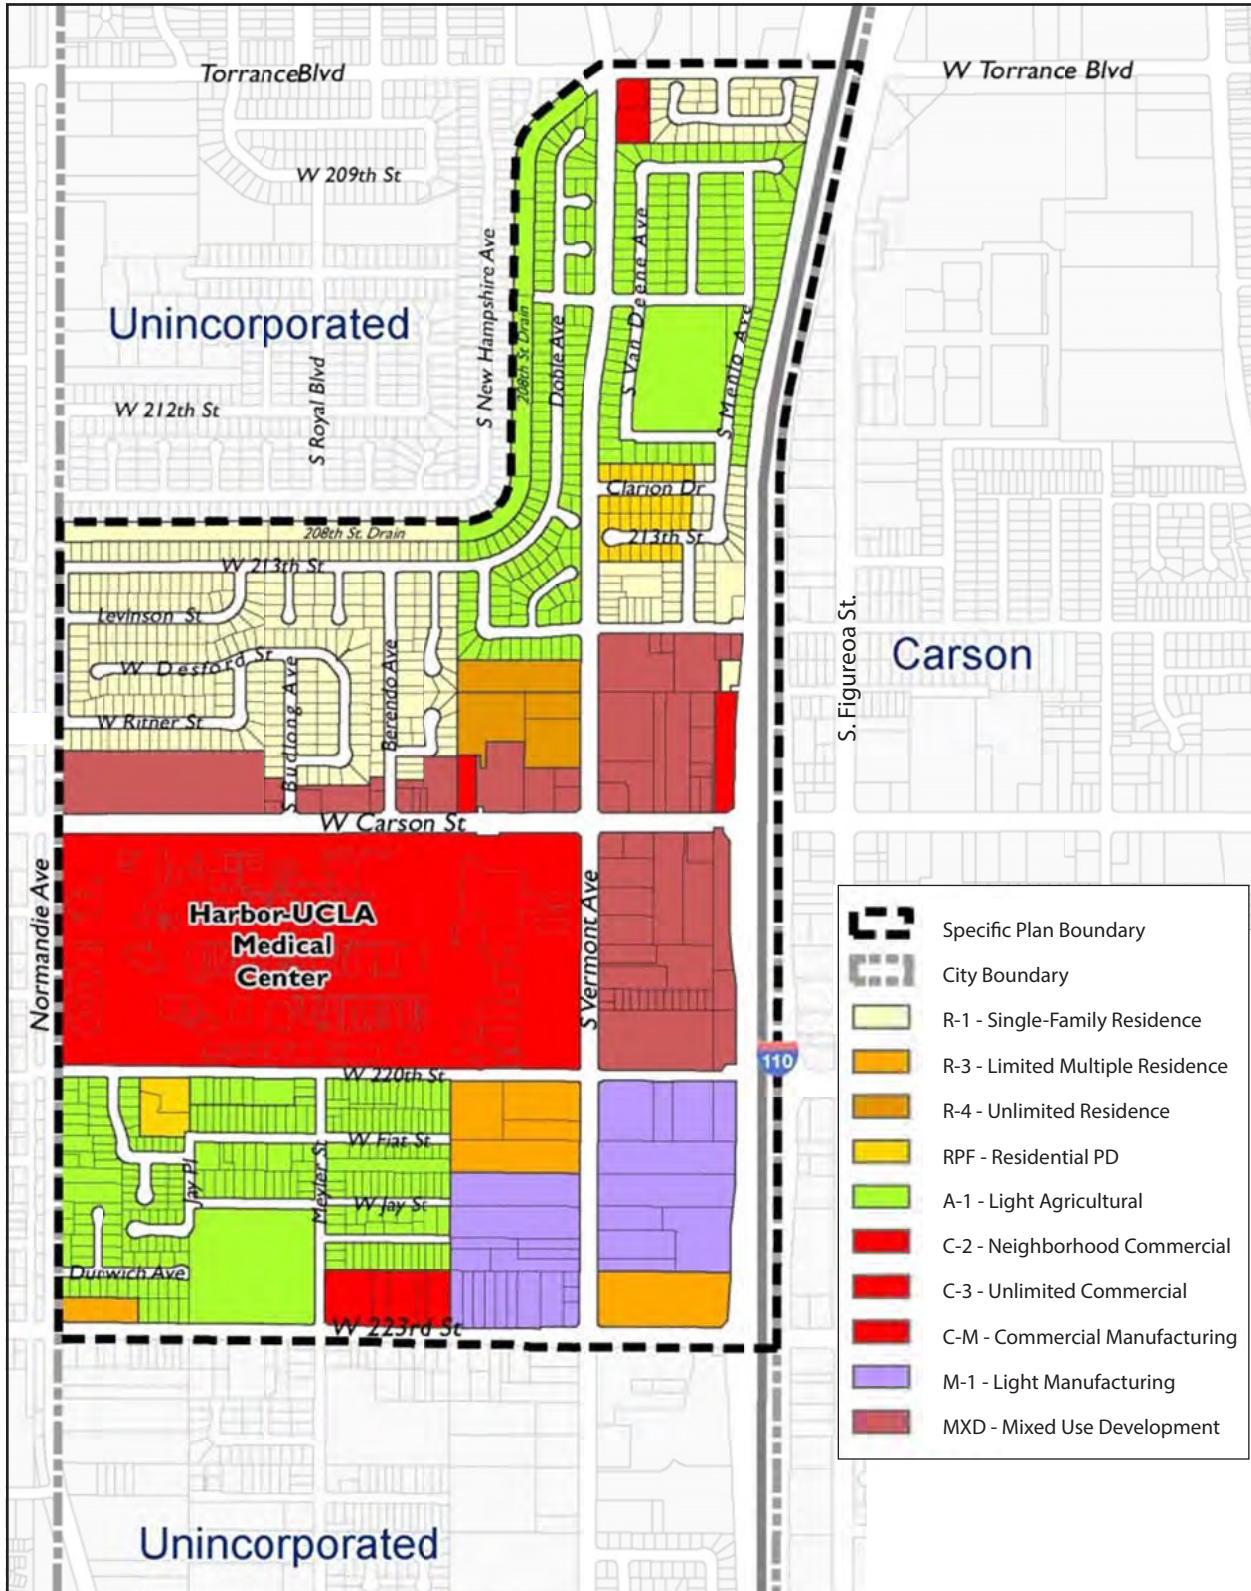 TorranceBlvd
W Torrance Blvd
W 209th St
S New Hampshire Ave
S Van Deene Ave
Unincorporated
208th St Drain
Doble Ave
S Menlo Ave
S Royal Blvd
W 212th St
Clarion Dr
208th St. Drain
213th St
W 213th St
Levinson St
S. Figureoa St.
Carson
W Desford St
Berendo Ave
S Budlong Ave
W Ritner St
W Carson St
Normandie Ave
Harbor-UCLA
Medical
Center
S Vermont Ave
110
W 220th St
W Fiat St
Meyler St
Jay Pl
W Jay St
Durwich Ave
W 223rd St
Unincorporated
Specific Plan Boundary
City Boundary
R-1 - Single-Family Residence
R-3 - Limited Multiple Residence
R-4 - Unlimited Residence
RPF - Residential PD
A-1 - Light Agricultural
C-2 - Neighborhood Commercial
C-3 - Unlimited Commercial
C-M - Commercial Manufacturing
M-1 - Light Manufacturing
MXD - Mixed Use Development